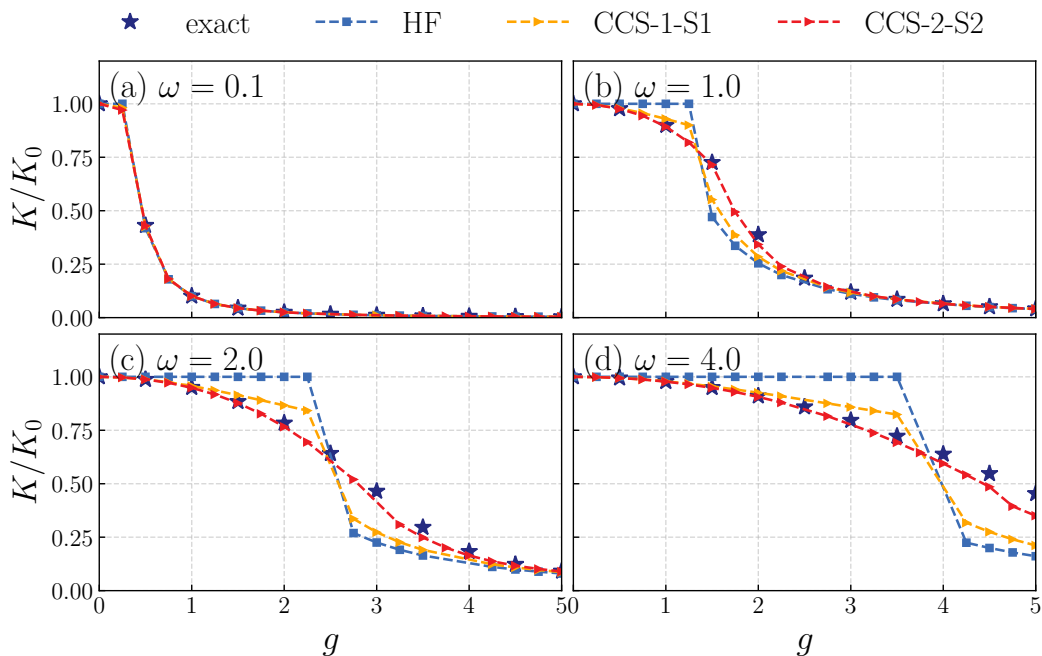 exact HF CCS-1-S1 CCS-2-S2
(a) ω = 0.1
(b) ω = 1.0
1.00
0.75
0.50
0.25
0.00
K/K₀
(c) ω = 2.0
(d) ω = 4.0
1.00
0.75
0.50
0.25
0.00
K/K₀
0 1 2 3 4 5
0 1 2 3 4 5
g
g